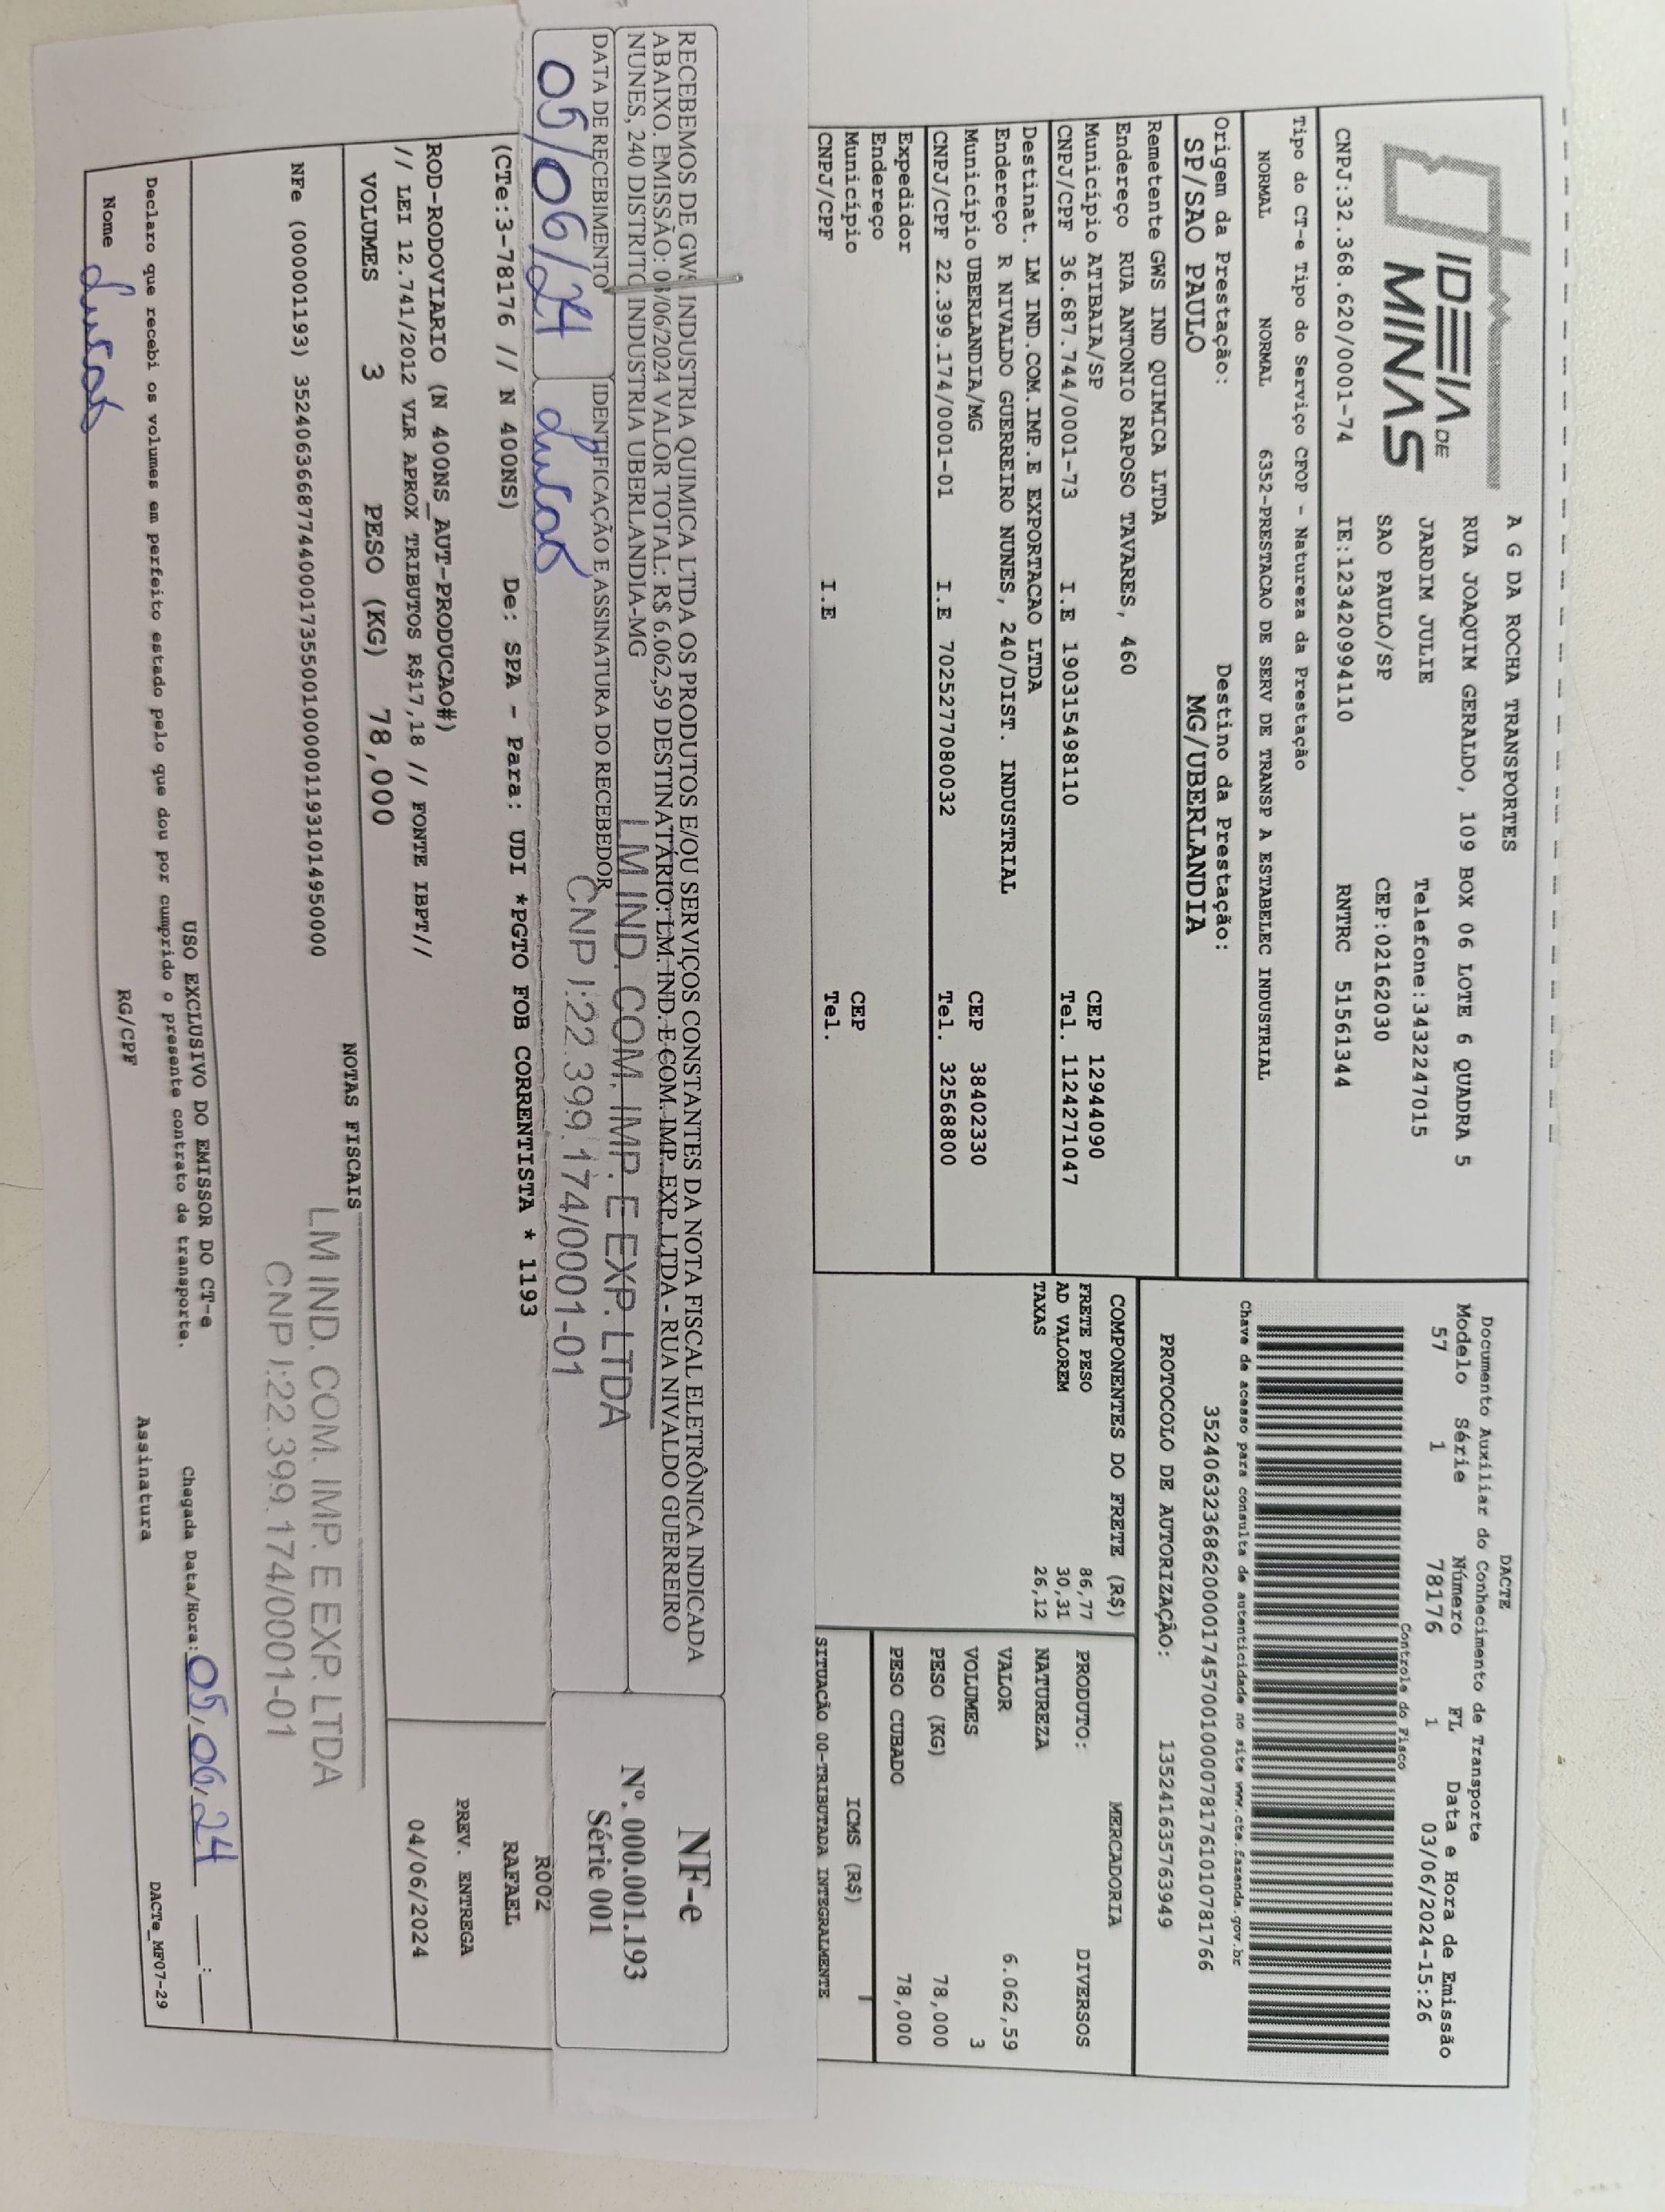 IDEIA DE
MINAS
A G DA ROCHA TRANSPORTES
RUA JOAQUIM GERALDO, 109 BOX 06 LOTE 6 QUADRA 5
JARDIM JULIE Telefone:3432247015
SAO PAULO/SP CEP:02162030
CNPJ:32.368.620/0001-74 IE:123420994110 RNTRC 51561344
Tipo do CT-e Tipo do Serviço CFOP - Natureza da Prestação
NORMAL NORMAL 6352-PRESTACAO DE SERV DE TRANSP A ESTABELEC INDUSTRIAL
Origem da Prestação: Destino da Prestação:
SP/SAO PAULO MG/UBERLANDIA
Remetente GWS IND QUIMICA LTDA
Endereço RUA ANTONIO RAPOSO TAVARES, 460
Município ATIBAIA/SP CEP 12944090
CNPJ/CPF 36.687.744/0001-73 I.E 190315498110 Tel. 1124271047
Destinat. LM IND.COM.IMP.E EXPORTACAO LTDA
Endereço R NIVALDO GUERREIRO NUNES, 240/DIST. INDUSTRIAL
Município UBERLANDIA/MG CEP 38402330
CNPJ/CPF 22.399.174/0001-01 I.E 7025277080032 Tel. 32568800
Expedidor
Endereço
Município CEP
CNPJ/CPF I.E Tel.
DACTE
Documento Auxiliar do Conhecimento de Transporte
Modelo Série Número FL Data e Hora de Emissão
57 1 78176 1 03/06/2024-15:26
Controle do Fisco
Chave de acesso para consulta de autenticidade no site www.cte.fazenda.gov.br
35240632368620000174570010000781761010781766
PROTOCOLO DE AUTORIZAÇÃO: 135241635763949
COMPONENTES DO FRETE (R$)
FRETE PESO 86,77
AD VALOREM 30,31
TAXAS 26,12
MERCADORIA
PRODUTO: DIVERSOS
NATUREZA
VALOR 6.062,59
VOLUMES 3
PESO (KG) 78,000
PESO CUBADO 78,000
ICMS (R$)
SITUAÇÃO 00-TRIBUTADA INTEGRALMENTE
RECEBEMOS DE GWS INDUSTRIA QUIMICA LTDA OS PRODUTOS E/OU SERVIÇOS CONSTANTES DA NOTA FISCAL ELETRÔNICA INDICADA
ABAIXO. EMISSÃO: 03/06/2024 VALOR TOTAL: R$ 6.062,59 DESTINATÁRIO: LM. IND. E COM. IMP. EXP. LTDA - RUA NIVALDO GUERREIRO
NUNES, 240 DISTRITO INDUSTRIA UBERLANDIA-MG
DATA DE RECEBIMENTO IDENTIFICAÇÃO E ASSINATURA DO RECEBEDOR
05/06/24 Lucas
LM IND. COM. IMP. E EXP. LTDA
CNPJ:22.399.174/0001-01
NF-e
Nº. 000.001.193
Série 001
(CTe:3-78176 // N 400NS) De: SPA - Para: UDI *PGTO FOB CORRENTISTA * 1193
R002
RAFAEL
ROD-RODOVIARIO (N 400NS_AUT-PRODUCAO#)
// LEI 12.741/2012 VLR APROX TRIBUTOS R$17,18 // FONTE IBPT//
PREV. ENTREGA
04/06/2024
VOLUMES 3 PESO (KG) 78,000
NOTAS FISCAIS
NFe (000001193) 35240636687744000173550010000011931014950000
LM IND. COM. IMP. E EXP. LTDA
CNPJ:22.399.174/0001-01
USO EXCLUSIVO DO EMISSOR DO CT-e
Declaro que recebi os volumes em perfeito estado pelo que dou por cumprido o presente contrato de transporte.
Chegada Data/Hora: 05,06,24 __:__
Nome Lucas RG/CPF Assinatura
DACTe_MF07-29